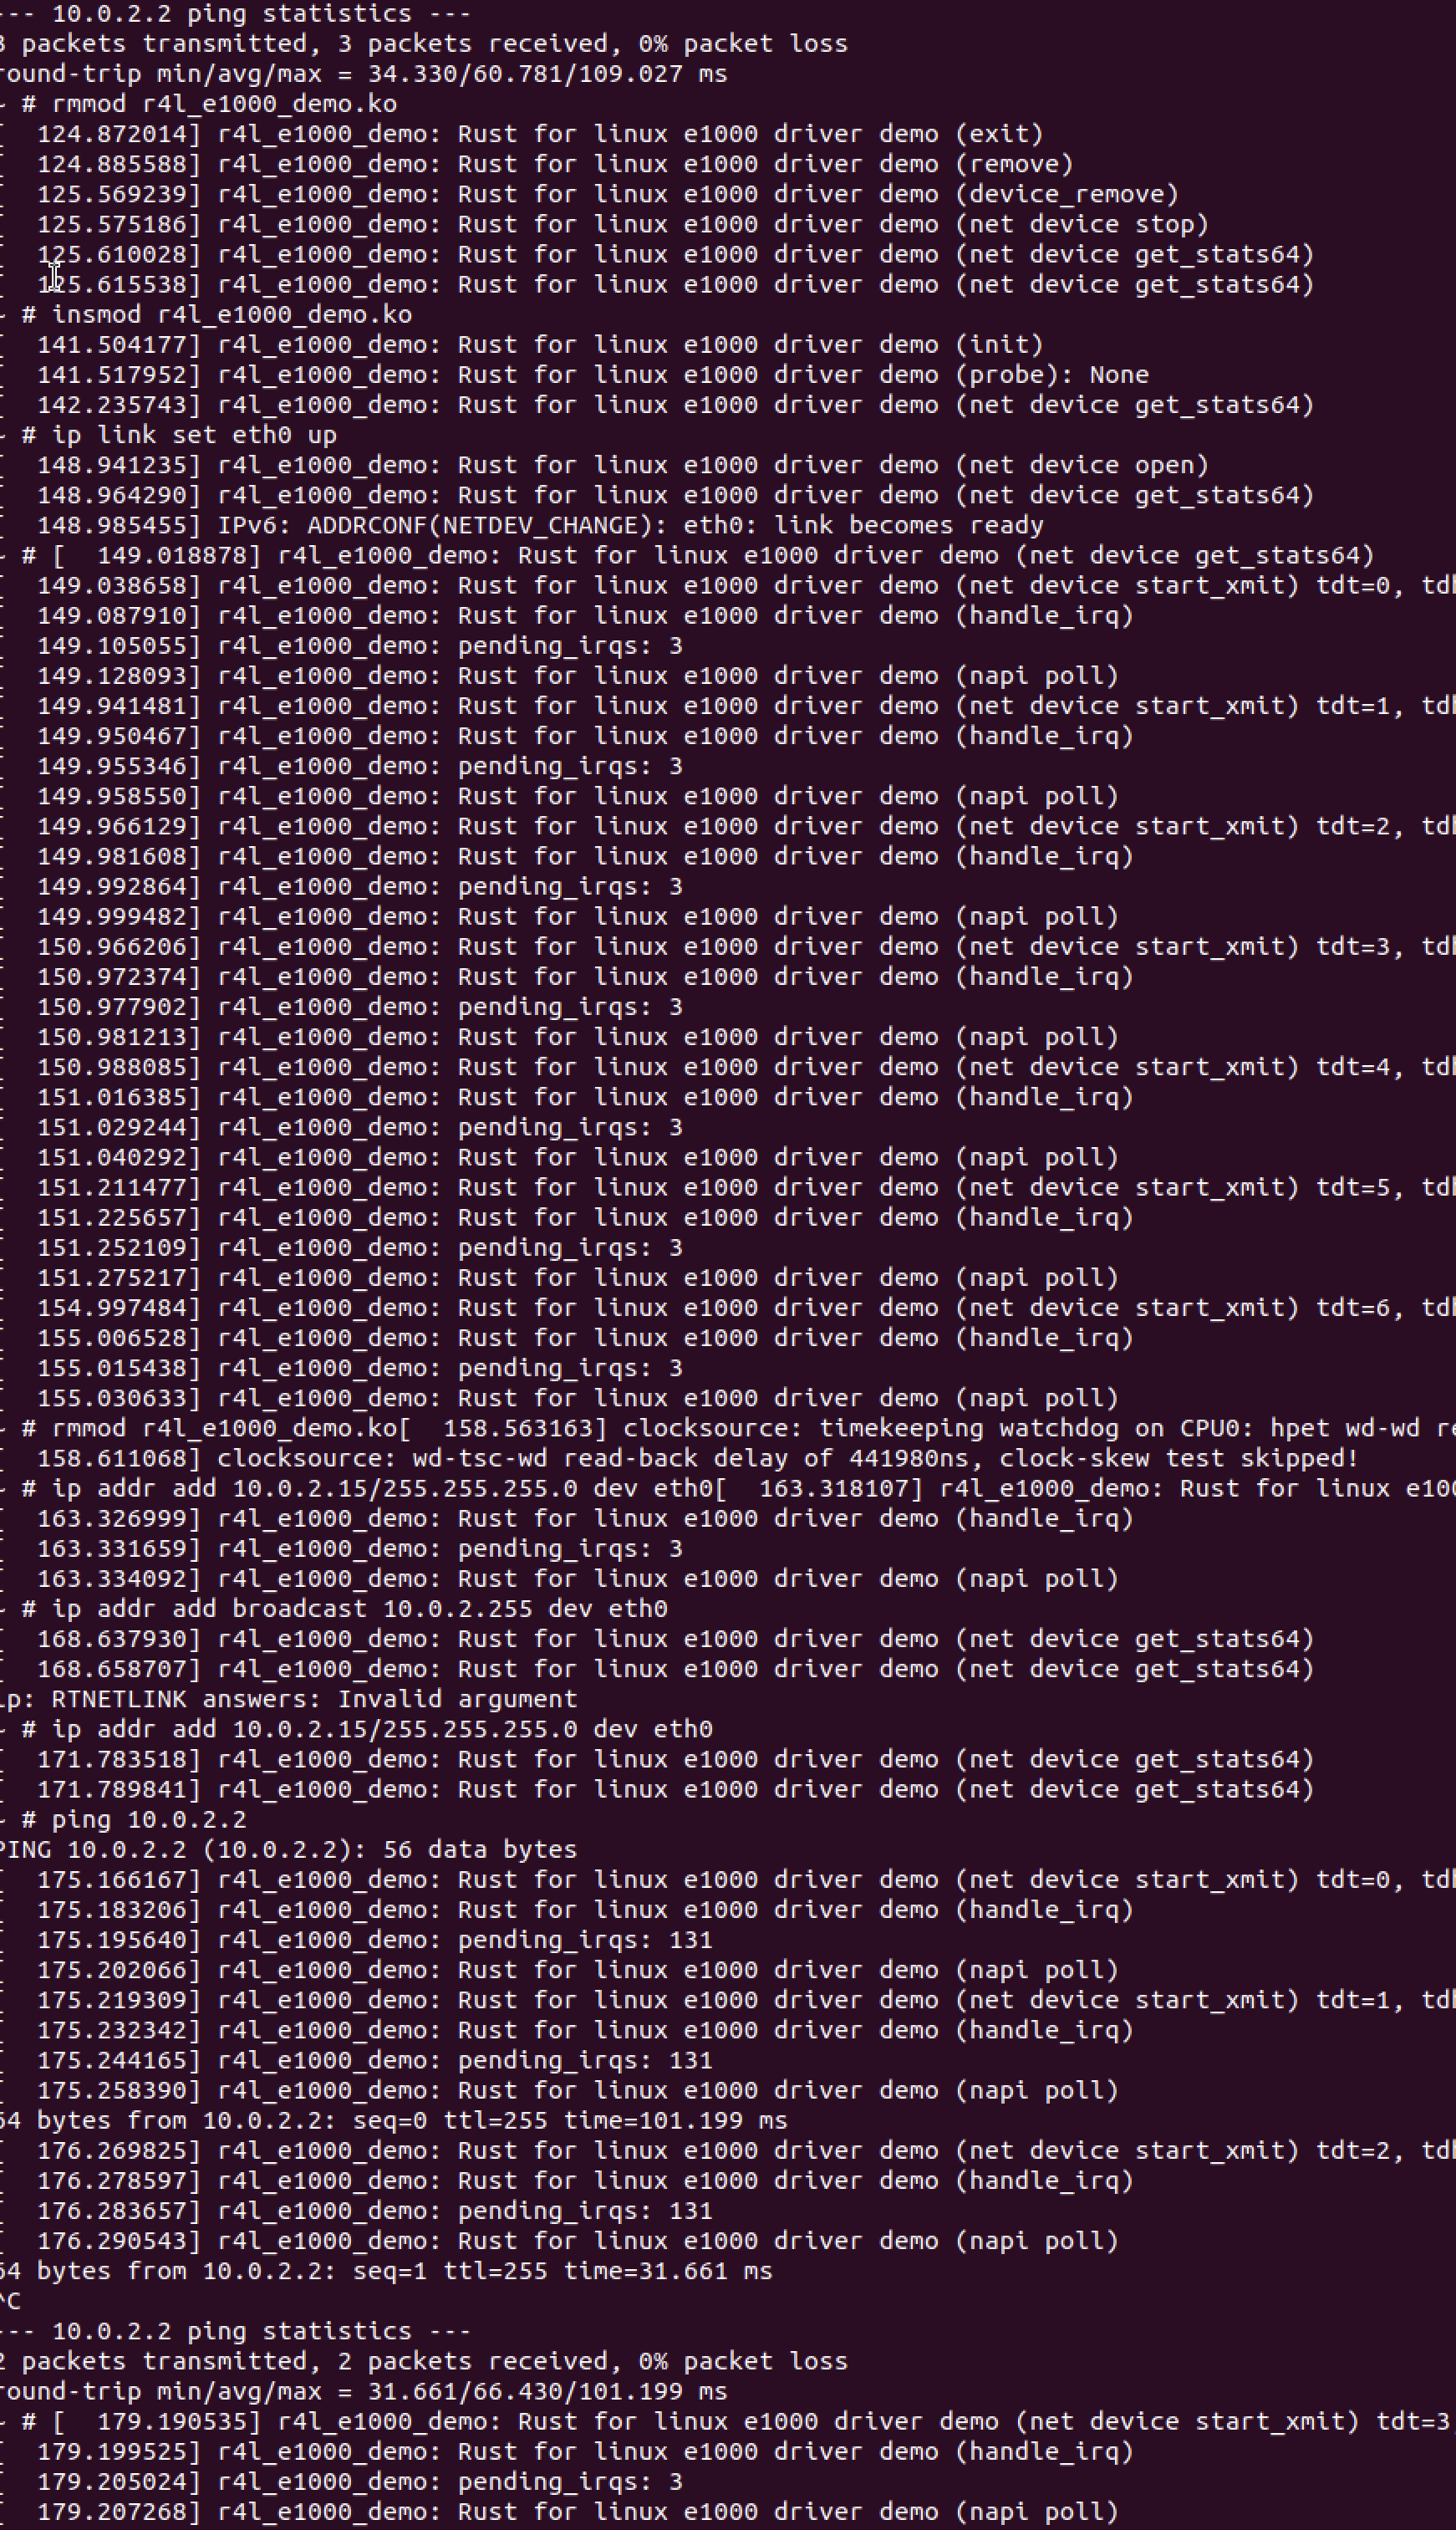 --- 10.0.2.2 ping statistics ---
3 packets transmitted, 3 packets received, 0% packet loss
round-trip min/avg/max = 34.330/60.781/109.027 ms
~ # rmmod r4l_e1000_demo.ko
[  124.872014] r4l_e1000_demo: Rust for linux e1000 driver demo (exit)
[  124.885588] r4l_e1000_demo: Rust for linux e1000 driver demo (remove)
[  125.569239] r4l_e1000_demo: Rust for linux e1000 driver demo (device_remove)
[  125.575186] r4l_e1000_demo: Rust for linux e1000 driver demo (net device stop)
[  125.610028] r4l_e1000_demo: Rust for linux e1000 driver demo (net device get_stats64)
[  125.615538] r4l_e1000_demo: Rust for linux e1000 driver demo (net device get_stats64)
~ # insmod r4l_e1000_demo.ko
[  141.504177] r4l_e1000_demo: Rust for linux e1000 driver demo (init)
[  141.517952] r4l_e1000_demo: Rust for linux e1000 driver demo (probe): None
[  142.235743] r4l_e1000_demo: Rust for linux e1000 driver demo (net device get_stats64)
~ # ip link set eth0 up
[  148.941235] r4l_e1000_demo: Rust for linux e1000 driver demo (net device open)
[  148.964290] r4l_e1000_demo: Rust for linux e1000 driver demo (net device get_stats64)
[  148.985455] IPv6: ADDRCONF(NETDEV_CHANGE): eth0: link becomes ready
~ # [  149.018878] r4l_e1000_demo: Rust for linux e1000 driver demo (net device get_stats64)
[  149.038658] r4l_e1000_demo: Rust for linux e1000 driver demo (net device start_xmit) tdt=0, tdh
[  149.087910] r4l_e1000_demo: Rust for linux e1000 driver demo (handle_irq)
[  149.105055] r4l_e1000_demo: pending_irqs: 3
[  149.128093] r4l_e1000_demo: Rust for linux e1000 driver demo (napi poll)
[  149.941481] r4l_e1000_demo: Rust for linux e1000 driver demo (net device start_xmit) tdt=1, tdh
[  149.950467] r4l_e1000_demo: Rust for linux e1000 driver demo (handle_irq)
[  149.955346] r4l_e1000_demo: pending_irqs: 3
[  149.958550] r4l_e1000_demo: Rust for linux e1000 driver demo (napi poll)
[  149.966129] r4l_e1000_demo: Rust for linux e1000 driver demo (net device start_xmit) tdt=2, tdh
[  149.981608] r4l_e1000_demo: Rust for linux e1000 driver demo (handle_irq)
[  149.992864] r4l_e1000_demo: pending_irqs: 3
[  149.999482] r4l_e1000_demo: Rust for linux e1000 driver demo (napi poll)
[  150.966206] r4l_e1000_demo: Rust for linux e1000 driver demo (net device start_xmit) tdt=3, tdh
[  150.972374] r4l_e1000_demo: Rust for linux e1000 driver demo (handle_irq)
[  150.977902] r4l_e1000_demo: pending_irqs: 3
[  150.981213] r4l_e1000_demo: Rust for linux e1000 driver demo (napi poll)
[  150.988085] r4l_e1000_demo: Rust for linux e1000 driver demo (net device start_xmit) tdt=4, tdh
[  151.016385] r4l_e1000_demo: Rust for linux e1000 driver demo (handle_irq)
[  151.029244] r4l_e1000_demo: pending_irqs: 3
[  151.040292] r4l_e1000_demo: Rust for linux e1000 driver demo (napi poll)
[  151.211477] r4l_e1000_demo: Rust for linux e1000 driver demo (net device start_xmit) tdt=5, tdh
[  151.225657] r4l_e1000_demo: Rust for linux e1000 driver demo (handle_irq)
[  151.252109] r4l_e1000_demo: pending_irqs: 3
[  151.275217] r4l_e1000_demo: Rust for linux e1000 driver demo (napi poll)
[  154.997484] r4l_e1000_demo: Rust for linux e1000 driver demo (net device start_xmit) tdt=6, tdh
[  155.006528] r4l_e1000_demo: Rust for linux e1000 driver demo (handle_irq)
[  155.015438] r4l_e1000_demo: pending_irqs: 3
[  155.030633] r4l_e1000_demo: Rust for linux e1000 driver demo (napi poll)
~ # rmmod r4l_e1000_demo.ko[  158.563163] clocksource: timekeeping watchdog on CPU0: hpet wd-wd re
[  158.611068] clocksource: wd-tsc-wd read-back delay of 441980ns, clock-skew test skipped!
~ # ip addr add 10.0.2.15/255.255.255.0 dev eth0[  163.318107] r4l_e1000_demo: Rust for linux e100
[  163.326999] r4l_e1000_demo: Rust for linux e1000 driver demo (handle_irq)
[  163.331659] r4l_e1000_demo: pending_irqs: 3
[  163.334092] r4l_e1000_demo: Rust for linux e1000 driver demo (napi poll)
~ # ip addr add broadcast 10.0.2.255 dev eth0
[  168.637930] r4l_e1000_demo: Rust for linux e1000 driver demo (net device get_stats64)
[  168.658707] r4l_e1000_demo: Rust for linux e1000 driver demo (net device get_stats64)
ip: RTNETLINK answers: Invalid argument
~ # ip addr add 10.0.2.15/255.255.255.0 dev eth0
[  171.783518] r4l_e1000_demo: Rust for linux e1000 driver demo (net device get_stats64)
[  171.789841] r4l_e1000_demo: Rust for linux e1000 driver demo (net device get_stats64)
~ # ping 10.0.2.2
PING 10.0.2.2 (10.0.2.2): 56 data bytes
[  175.166167] r4l_e1000_demo: Rust for linux e1000 driver demo (net device start_xmit) tdt=0, tdh
[  175.183206] r4l_e1000_demo: Rust for linux e1000 driver demo (handle_irq)
[  175.195640] r4l_e1000_demo: pending_irqs: 131
[  175.202066] r4l_e1000_demo: Rust for linux e1000 driver demo (napi poll)
[  175.219309] r4l_e1000_demo: Rust for linux e1000 driver demo (net device start_xmit) tdt=1, tdh
[  175.232342] r4l_e1000_demo: Rust for linux e1000 driver demo (handle_irq)
[  175.244165] r4l_e1000_demo: pending_irqs: 131
[  175.258390] r4l_e1000_demo: Rust for linux e1000 driver demo (napi poll)
64 bytes from 10.0.2.2: seq=0 ttl=255 time=101.199 ms
[  176.269825] r4l_e1000_demo: Rust for linux e1000 driver demo (net device start_xmit) tdt=2, tdh
[  176.278597] r4l_e1000_demo: Rust for linux e1000 driver demo (handle_irq)
[  176.283657] r4l_e1000_demo: pending_irqs: 131
[  176.290543] r4l_e1000_demo: Rust for linux e1000 driver demo (napi poll)
64 bytes from 10.0.2.2: seq=1 ttl=255 time=31.661 ms
^C
--- 10.0.2.2 ping statistics ---
2 packets transmitted, 2 packets received, 0% packet loss
round-trip min/avg/max = 31.661/66.430/101.199 ms
~ # [  179.190535] r4l_e1000_demo: Rust for linux e1000 driver demo (net device start_xmit) tdt=3
[  179.199525] r4l_e1000_demo: Rust for linux e1000 driver demo (handle_irq)
[  179.205024] r4l_e1000_demo: pending_irqs: 3
[  179.207268] r4l_e1000_demo: Rust for linux e1000 driver demo (napi poll)